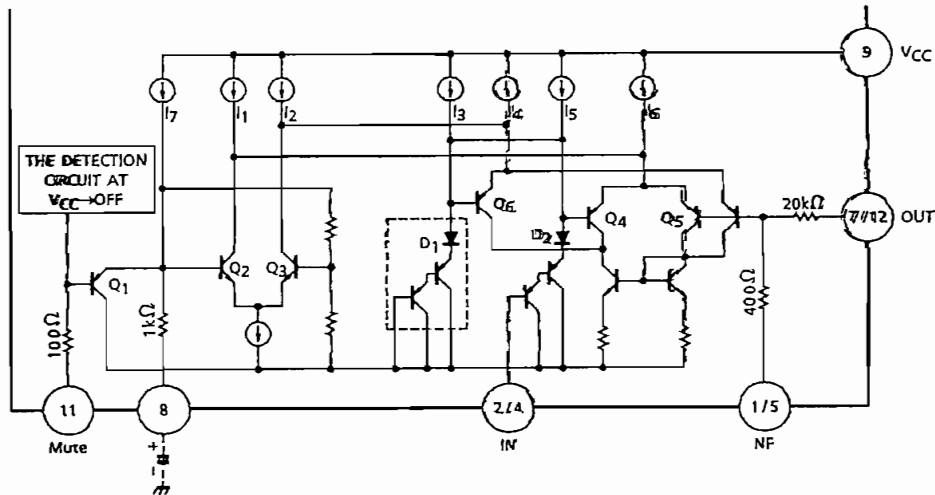 9
VCC
I7
I1
I2
I3
I4
I5
I6
THE DETECTION
CIRCUIT AT
VCC→OFF
Q6
Q4
Q5
20kΩ
7/12
OUT
D1
D2
Q1
Q2
Q3
100Ω
1kΩ
400Ω
11
8
2/4
1/5
Mute
IN
NF
+